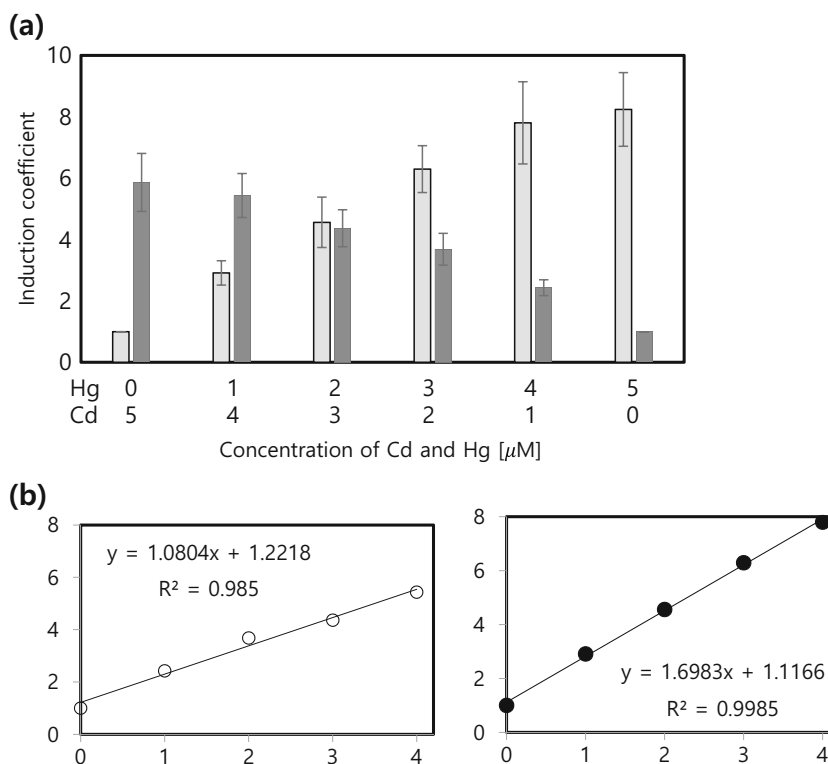 (a)
10
8
6
4
2
0
Induction coefficient
Hg 0 1 2 3 4 5
Cd 5 4 3 2 1 0
Concentration of Cd and Hg [μM]
(b)
8
6
4
2
0
y = 1.0804x + 1.2218
R² = 0.985
0 1 2 3 4
8
6
4
2
0
y = 1.6983x + 1.1166
R² = 0.9985
0 1 2 3 4